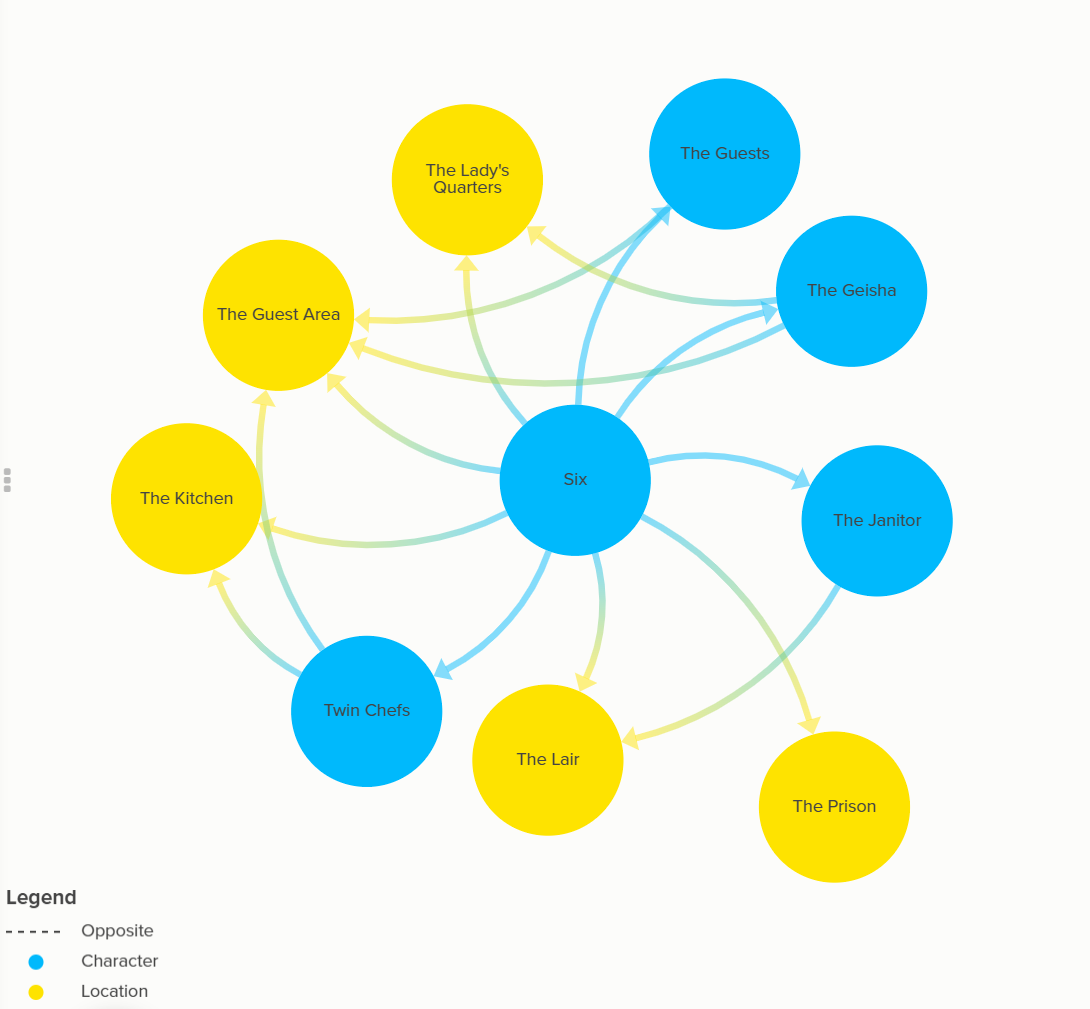 The Guests
The Lady's
Quarters
The Geisha
The Guest Area
Six
The Kitchen
The Janitor
Twin Chefs
The Lair
The Prison
Legend
Opposite
Character
Location